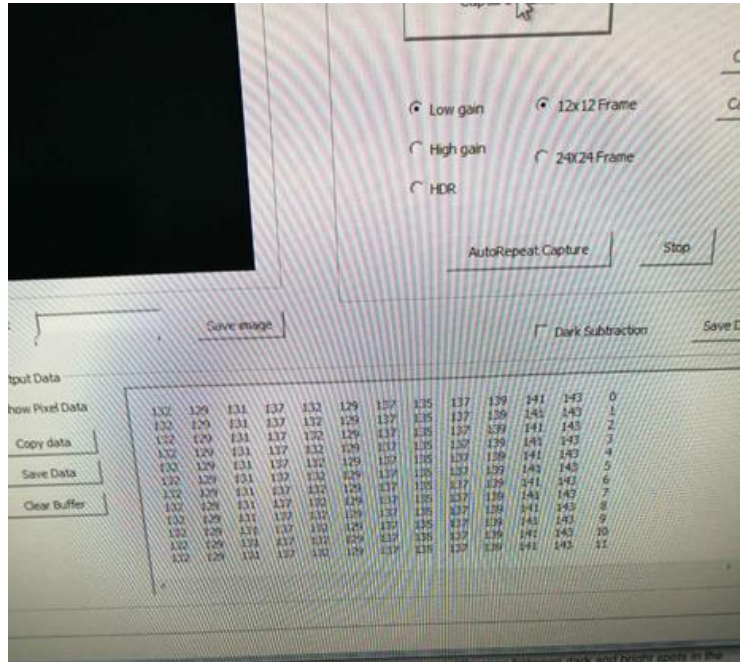 Low gain
12x12 Frame
High gain
24X24 Frame
HDR
AutoRepeat Capture
Stop
Save image
Dark Subtraction
Save
Data
Pixel Data
Copy data
Save Data
Clear Buffer
132 129 131 137 132 129 137 135 137 139 141 143 0
132 129 131 137 132 129 137 135 137 139 141 143 1
132 129 131 137 132 129 137 135 137 139 141 143 2
132 129 131 137 132 129 137 135 137 139 141 143 3
132 129 131 137 132 129 137 135 137 139 141 143 4
132 129 131 137 132 129 137 135 137 139 141 143 5
132 129 131 137 132 129 137 135 137 139 141 143 6
132 129 131 137 132 129 137 135 137 139 141 143 7
132 129 131 137 132 129 137 135 137 139 141 143 8
132 129 131 137 132 129 137 135 137 139 141 143 9
132 129 131 137 132 129 137 135 137 139 141 143 10
132 129 131 137 132 129 137 135 137 139 141 143 11
dark and bright spots in the